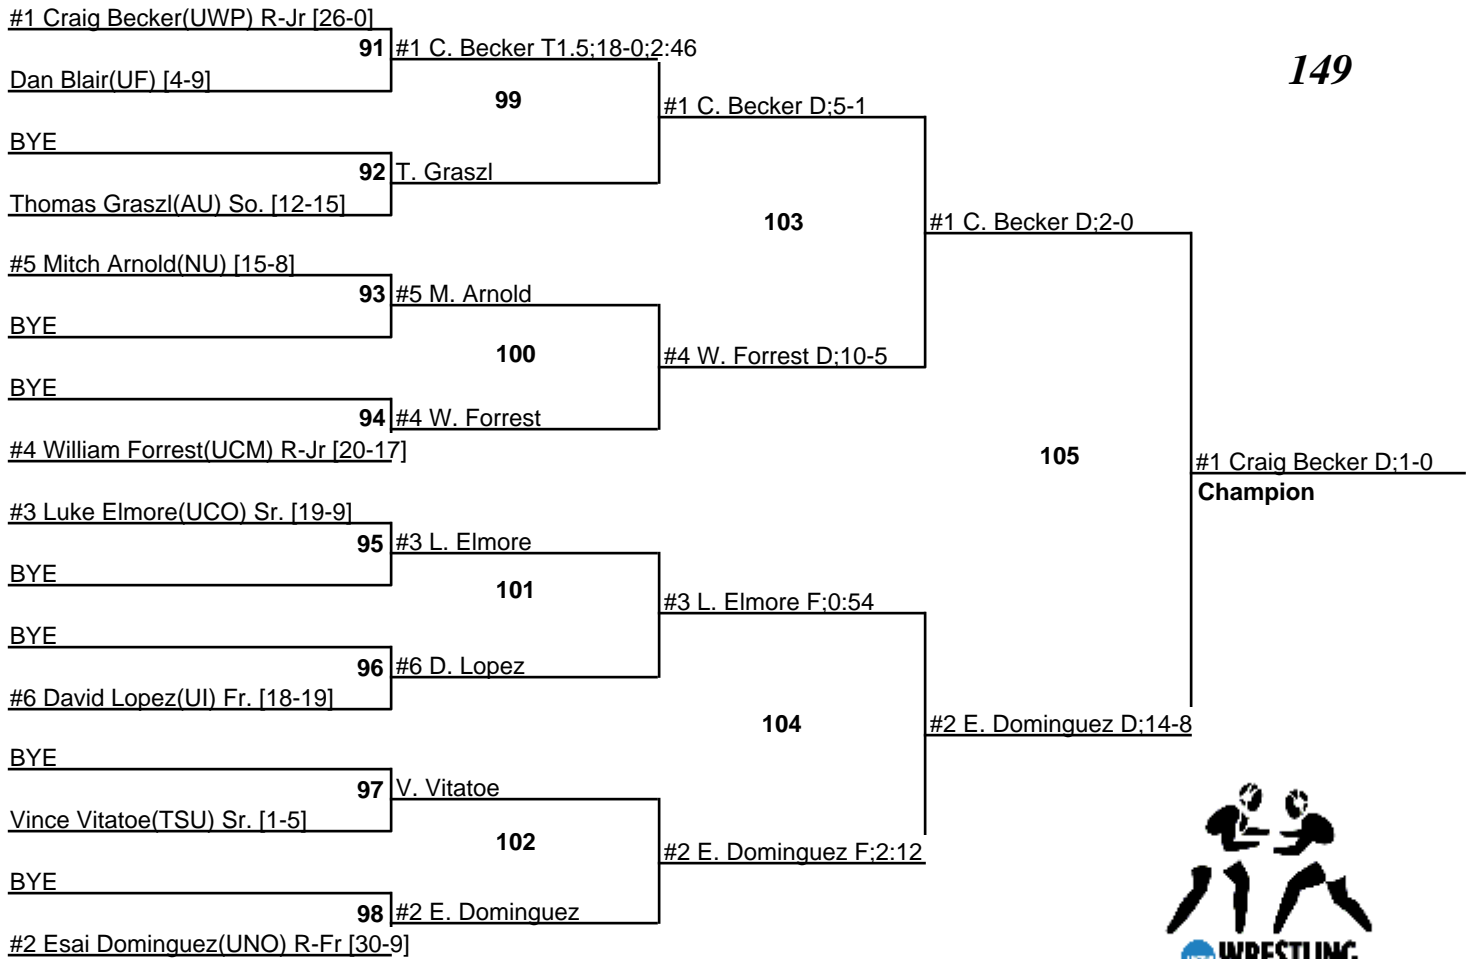 #1 Craig Becker(UWP) R-Jr [26-0]
91 #1 C. Becker T1.5;18-0;2:46
149
Dan Blair(UF) [4-9]
99
#1 C. Becker D;5-1
BYE
92 T. Graszl
Thomas Graszl(AU) So. [12-15]
103
#1 C. Becker D;2-0
#5 Mitch Arnold(NU) [15-8]
93 #5 M. Arnold
BYE
100
#4 W. Forrest D;10-5
BYE
94 #4 W. Forrest
#4 William Forrest(UCM) R-Jr [20-17]
105
#1 Craig Becker D;1-0
Champion
#3 Luke Elmore(UCO) Sr. [19-9]
95 #3 L. Elmore
BYE
101
#3 L. Elmore F;0:54
BYE
96 #6 D. Lopez
#6 David Lopez(UI) Fr. [18-19]
104
#2 E. Dominguez D;14-8
BYE
97 V. Vitatoe
Vince Vitatoe(TSU) Sr. [1-5]
102
#2 E. Dominguez F;2:12
BYE
98 #2 E. Dominguez
#2 Esai Dominguez(UNO) R-Fr [30-9]
WRESTLING